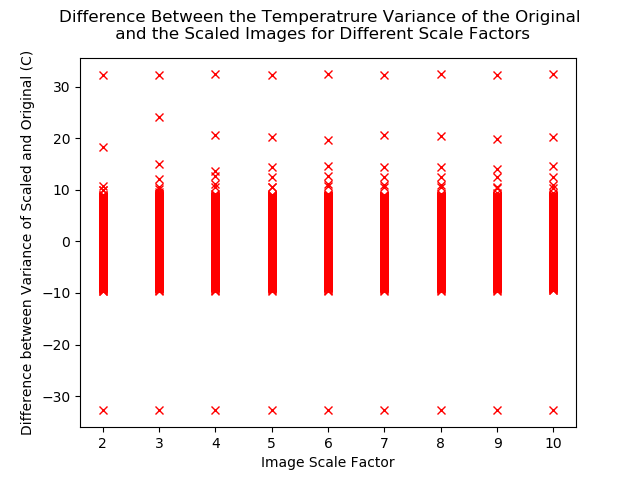 Difference Between the Temperatrure Variance of the Original
and the Scaled Images for Different Scale Factors
Difference between Variance of Scaled and Original (C)
30
20
10
0
−10
−20
−30
2 3 4 5 6 7 8 9 10
Image Scale Factor